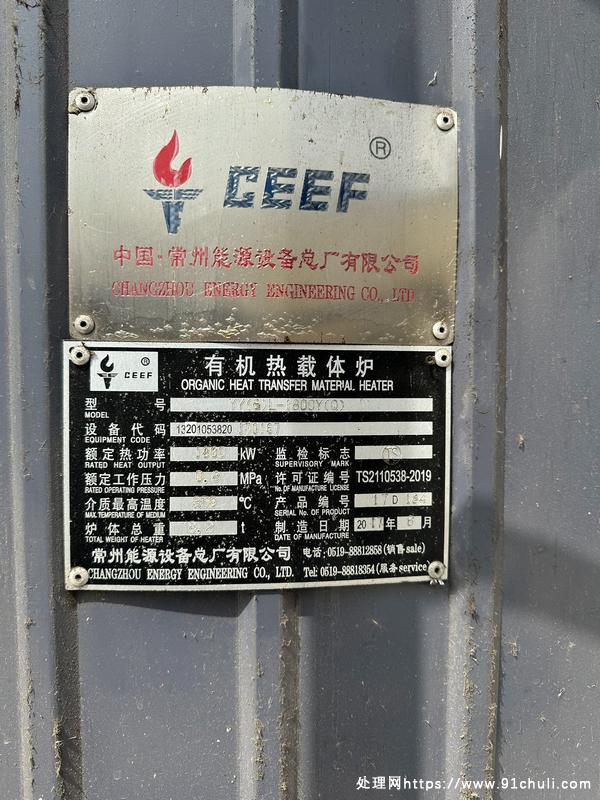 CEEF ®
中国·常州能源设备总厂有限公司
CHANGZHOU ENERGY ENGINEERING CO., LTD.
CEEF ®
有机热载体炉
ORGANIC HEAT TRANSFER MATERIAL HEATER
型 号
MODEL
设备代码 13201053820
EQUIPMENT CODE
额定热功率 kW 监检标志 TS
RATED HEAT OUTPUT SUPERVISORY MARK
额定工作压力 MPa 许可证编号 TS2110538-2019
RATED OPERATING PRESSURE No. OF MANUFACTURE LICENSE
介质最高温度 ℃ 产品编号 17D
MAX. TEMPERATURE OF MEDIUM SERIAL No. OF PRODUCT
炉体总重 t 制造日期 2017年 月
TOTAL WEIGHT OF HEATER DATE OF MANUFACTURE
常州能源设备总厂有限公司 电话:0519-88812858(销售sale)
CHANGZHOU ENERGY ENGINEERING CO., LTD. Tel: 0519-88818354(服务service)
处理网https://www.91chuli.com